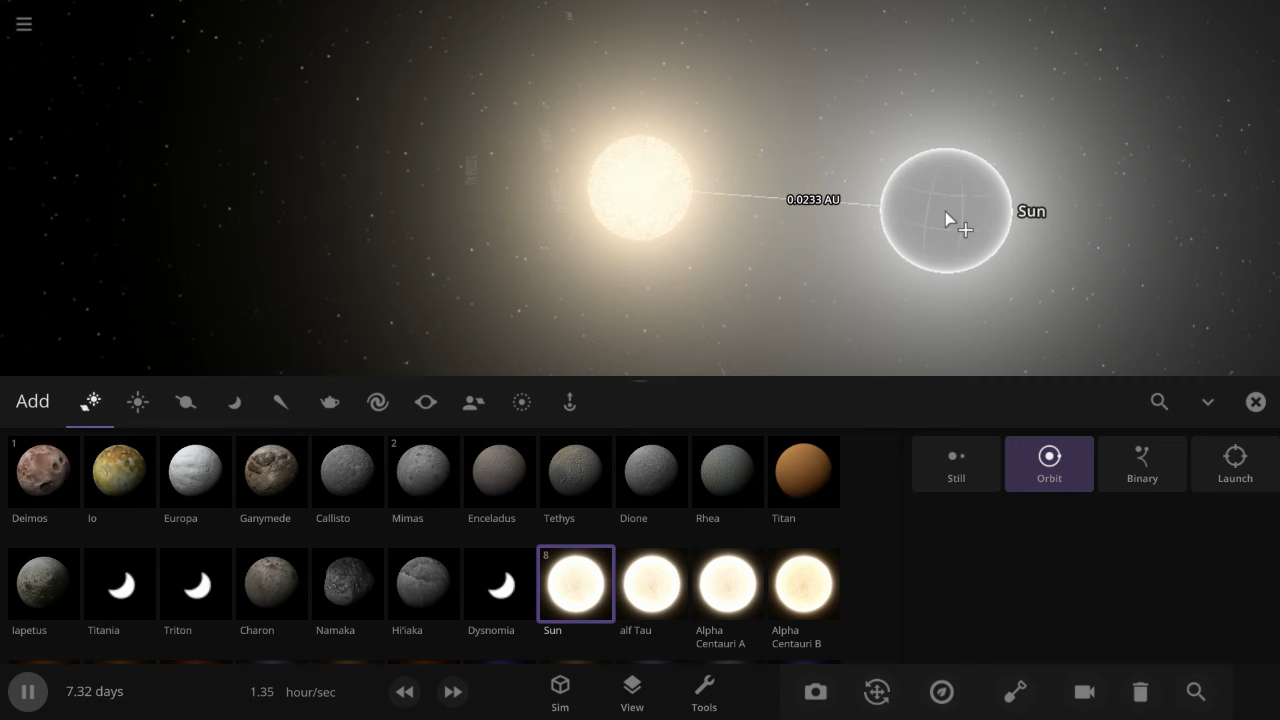 0.0233 AU
Sun
Add
1
2
Deimos
Io
Europa
Ganymede
Callisto
Mimas
Enceladus
Tethys
Dione
Rhea
Titan
Still
Orbit
Binary
Launch
8
Iapetus
Titania
Triton
Charon
Namaka
Hi'iaka
Dysnomia
Sun
alf Tau
Alpha
Centauri A
Alpha
Centauri B
7.32 days
1.35 hour/sec
Sim
View
Tools